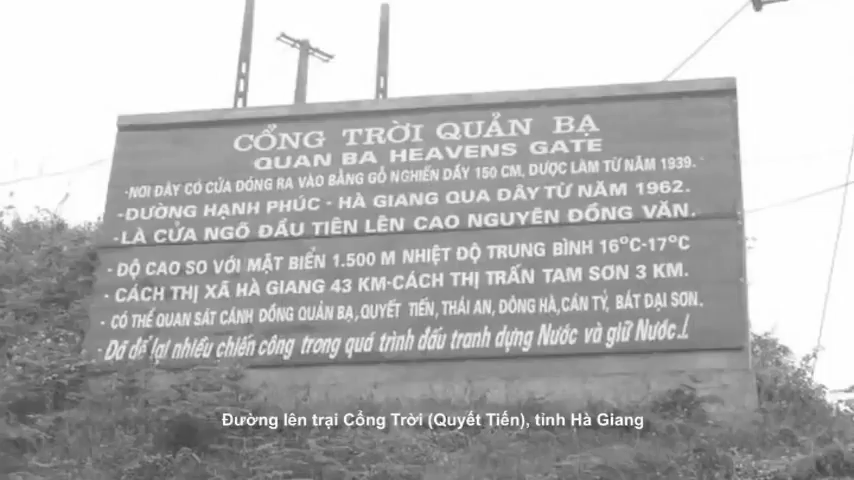 CỔNG TRỜI QUẢN BẠ
QUAN BA HEAVENS GATE
-NƠI ĐÂY CÓ CỬA ĐÓNG RA VÀO BẰNG GỖ NGHIẾN DẦY 150 CM, ĐƯỢC LÀM TỪ NĂM 1939.
-ĐƯỜNG HẠNH PHÚC - HÀ GIANG QUA ĐÂY TỪ NĂM 1962.
-LÀ CỬA NGÕ ĐẦU TIÊN LÊN CAO NGUYÊN ĐỒNG VĂN.
- ĐỘ CAO SO VỚI MẶT BIỂN 1.500 M NHIỆT ĐỘ TRUNG BÌNH 16°C-17°C
- CÁCH THỊ XÃ HÀ GIANG 43 KM-CÁCH THỊ TRẤN TAM SƠN 3 KM.
- CÓ THỂ QUAN SÁT CÁNH ĐỒNG QUẢN BẠ,QUYẾT TIẾN, THÁI AN, ĐÔNG HÀ,CÁN TỶ, BÁT ĐẠI SƠN.
- Đã để lại nhiều chiến công trong quá trình đấu tranh dựng Nước và giữ Nước../.
Đường lên trại Cổng Trời (Quyết Tiến), tỉnh Hà Giang